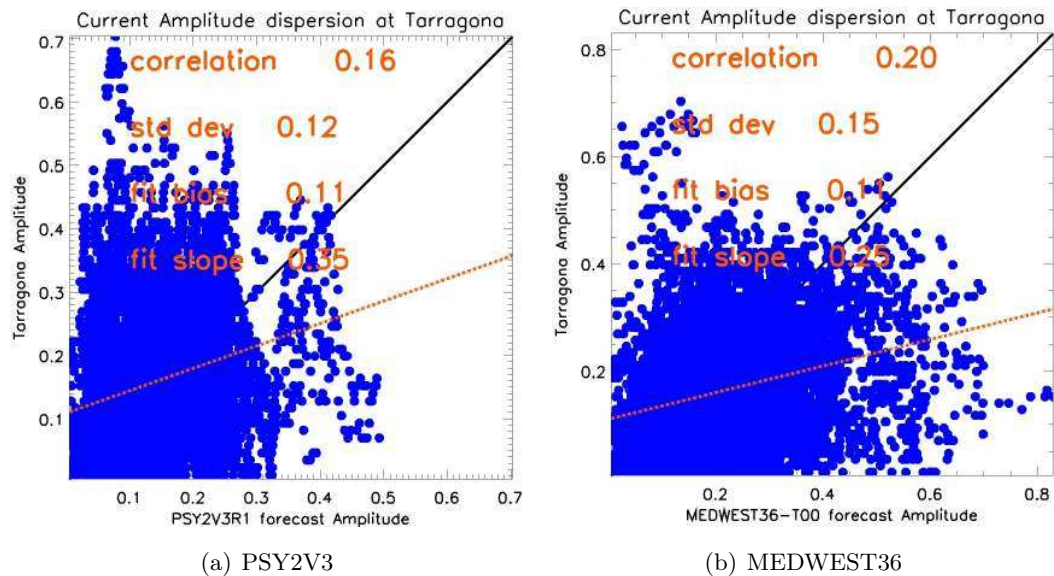 Current Amplitude dispersion at Tarragona
0.7
0.6
0.5
0.4
0.3
0.2
0.1
Tarragona Amplitude
correlation 0.16
std dev 0.12
fit bias 0.11
fit slope 0.35
0.1 0.2 0.3 0.4 0.5 0.6 0.7
PSY2V3R1 forecast Amplitude
(a) PSY2V3
Current Amplitude dispersion at Tarragona
0.8
0.6
0.4
0.2
Tarragona Amplitude
correlation 0.20
std dev 0.15
fit bias 0.11
fit slope 0.25
0.2 0.4 0.6 0.8
MEDWEST36-T00 forecast Amplitude
(b) MEDWEST36